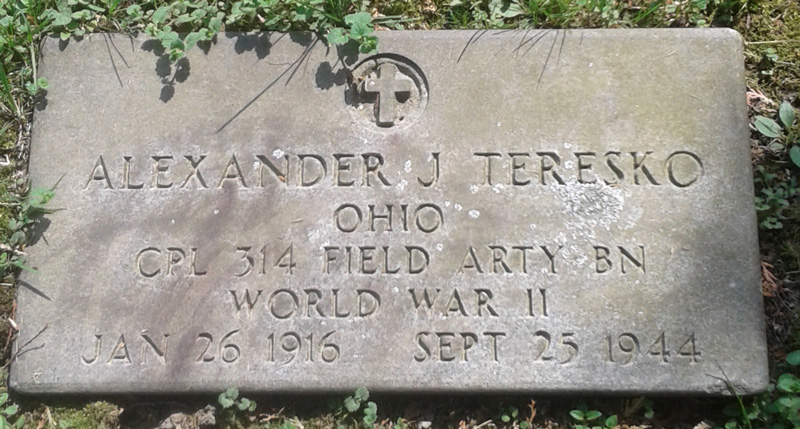 ALEXANDER J TERESKO
OHIO
CPL 314 FIELD ARTY BN
WORLD WAR II
JAN 26 1916 SEPT 25 1944